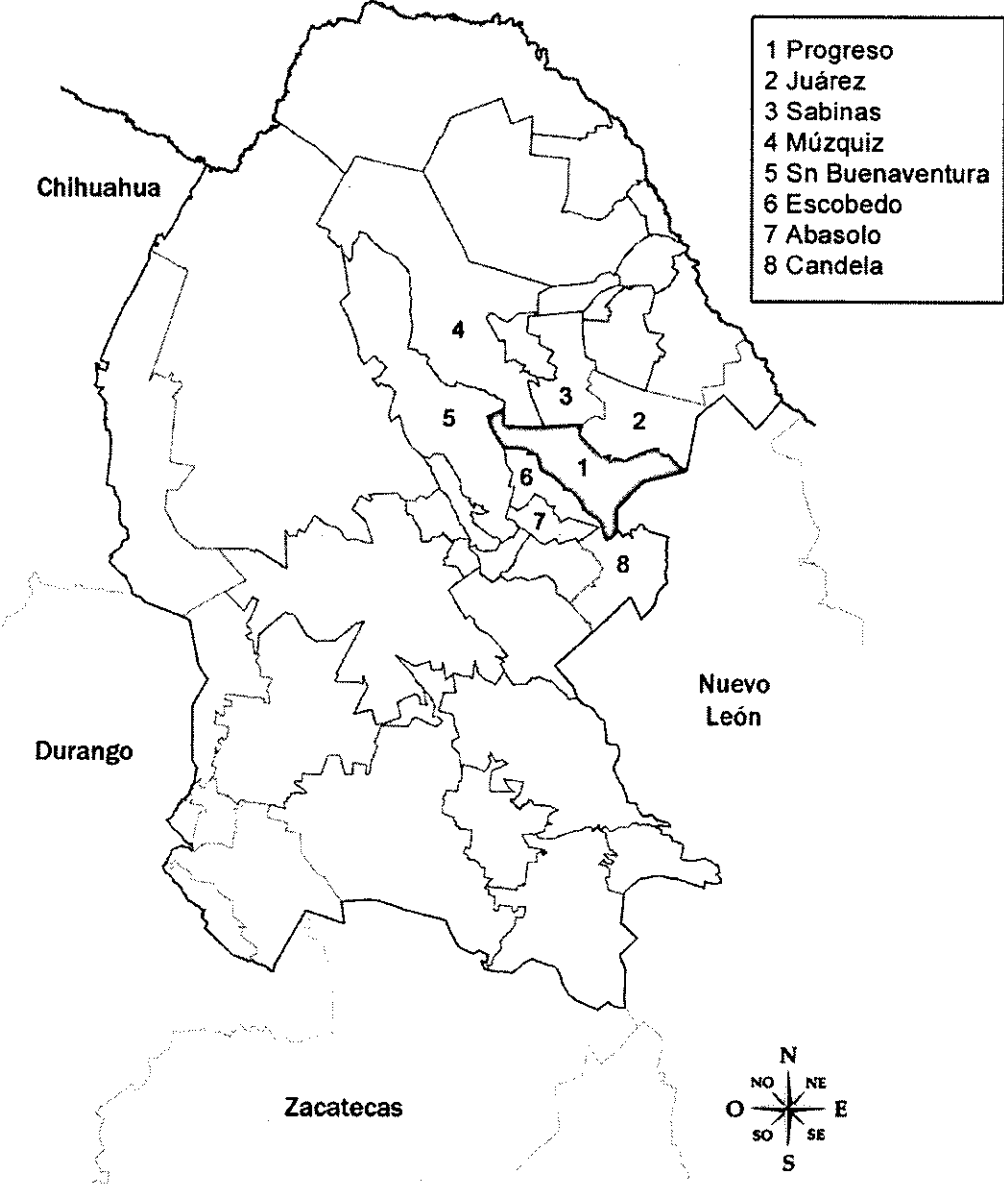 1 Progreso
2 Juárez
3 Sabinas
4 Múzquiz
5 Sn Buenaventura
6 Escobedo
7 Abasolo
8 Candela
Chihuahua
4
3
2
5
1
6
7
8
Nuevo
León
Durango
Zacatecas
N
NO NE
O E
SO SE
S